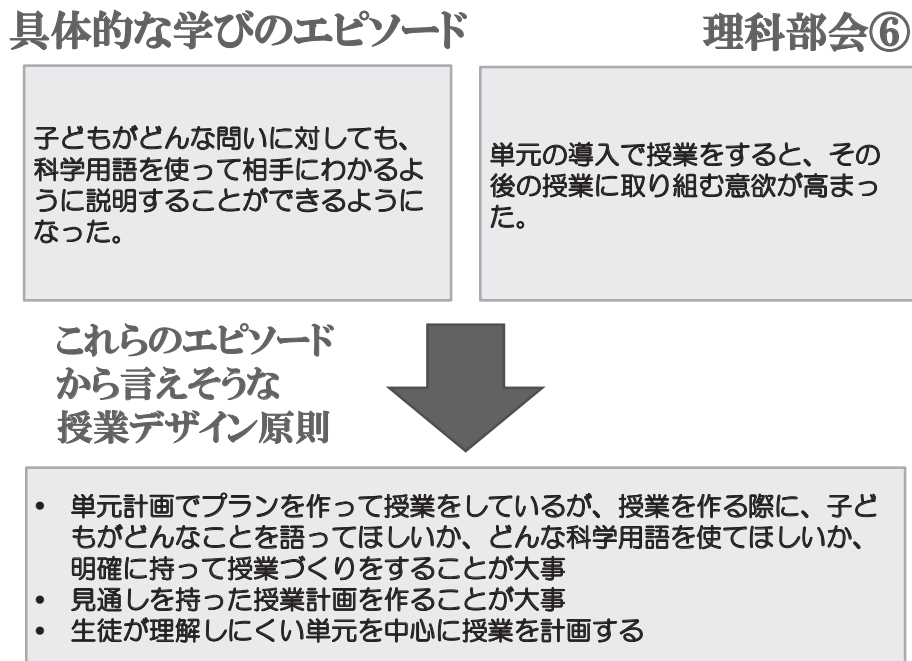 具体的な学びのエピソード
理科部会⑥
子どもがどんな問いに対しても、
科学用語を使って相手にわかるよ
うに説明することができるように
なった。
単元の導入で授業をすると、その
後の授業に取り組む意欲が高まっ
た。
これらのエピソード
から言えそうな
授業デザイン原則
• 単元計画でプランを作って授業をしているが、授業を作る際に、子ど
もがどんなことを語ってほしいか、どんな科学用語を使てほしいか、
明確に持って授業づくりをすることが大事
• 見通しを持った授業計画を作ることが大事
• 生徒が理解しにくい単元を中心に授業を計画する